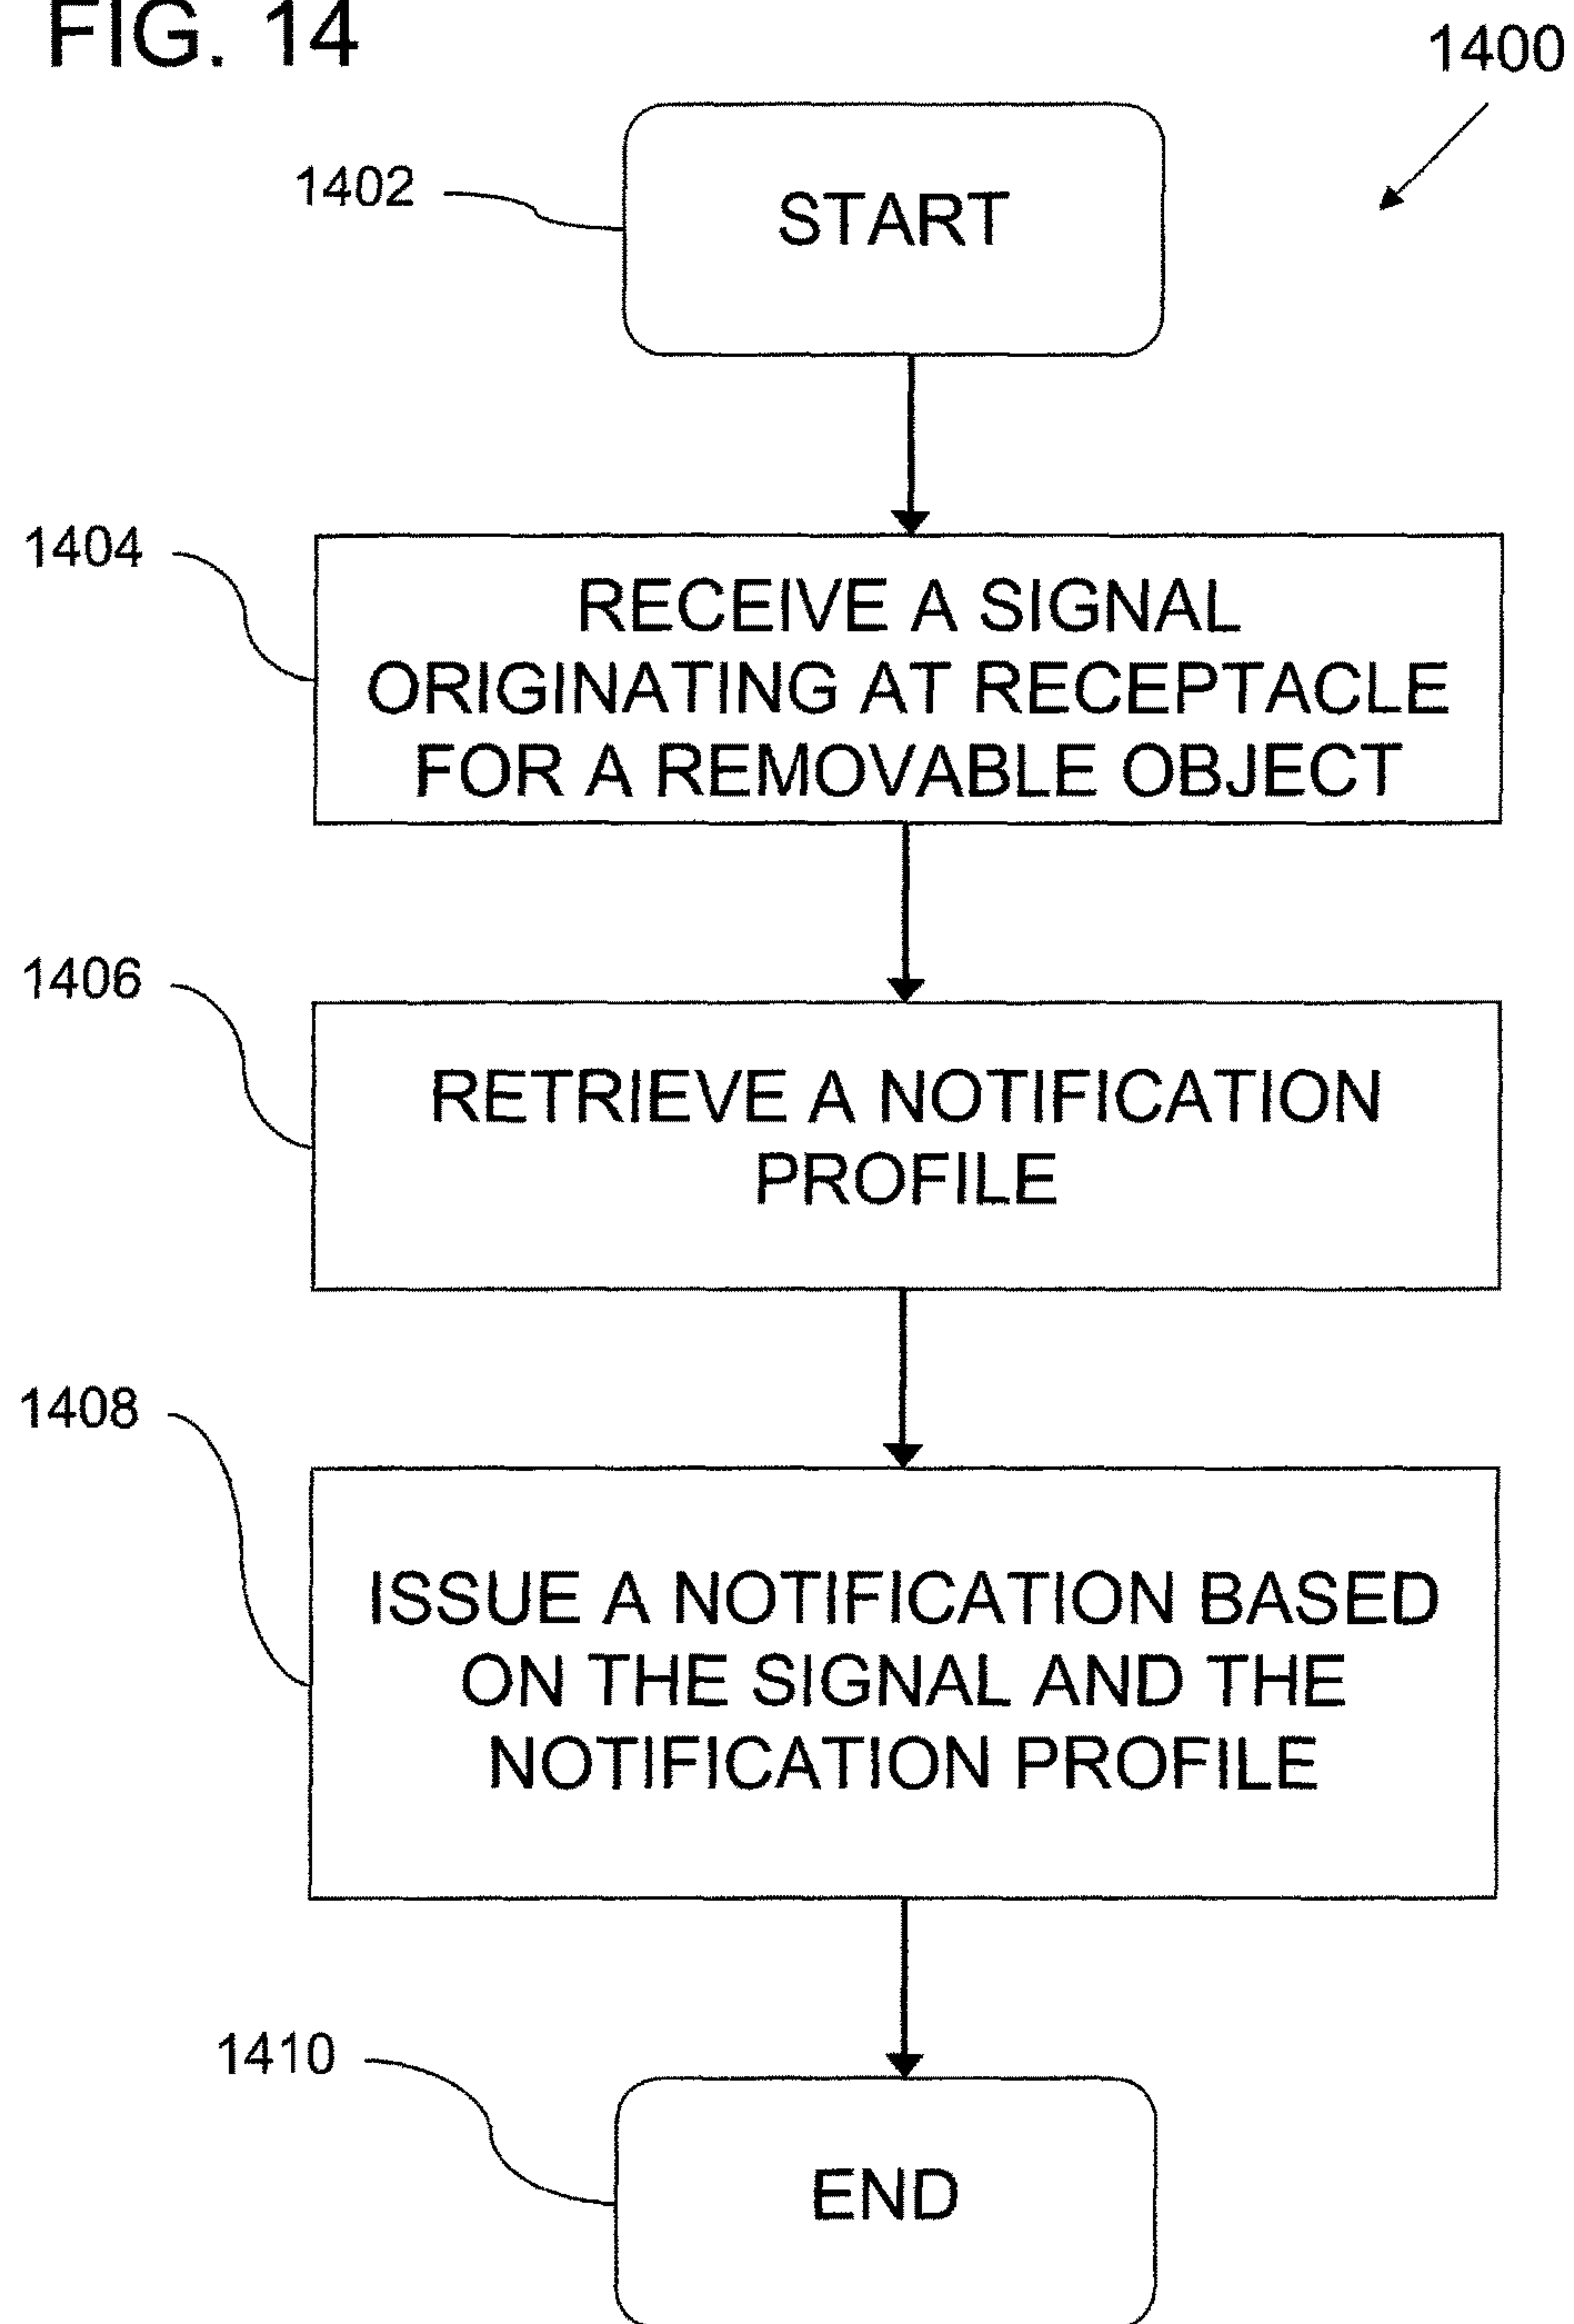 FIG. 14
1400
1402
START
1404
RECEIVE A SIGNAL
ORIGINATING AT RECEPTACLE
FOR A REMOVABLE OBJECT
1406
RETRIEVE A NOTIFICATION
PROFILE
1408
ISSUE A NOTIFICATION BASED
ON THE SIGNAL AND THE
NOTIFICATION PROFILE
1410
END